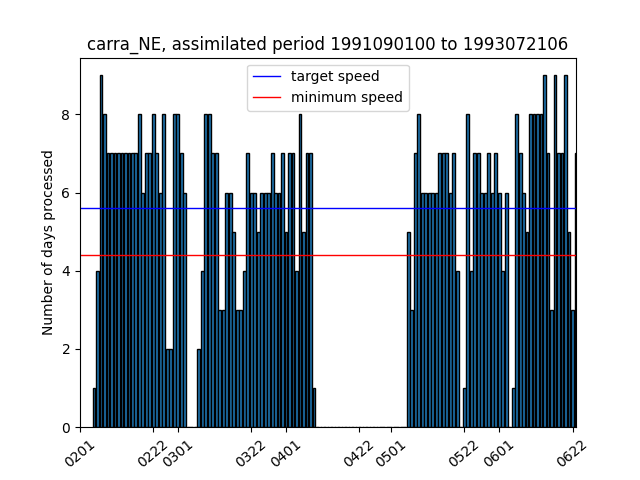 carra_NE, assimilated period 1991090100 to 1993072106
target speed
minimum speed
Number of days processed
8
6
4
2
0
0201 0222 0301 0322 0401 0422 0501 0522 0601 0622